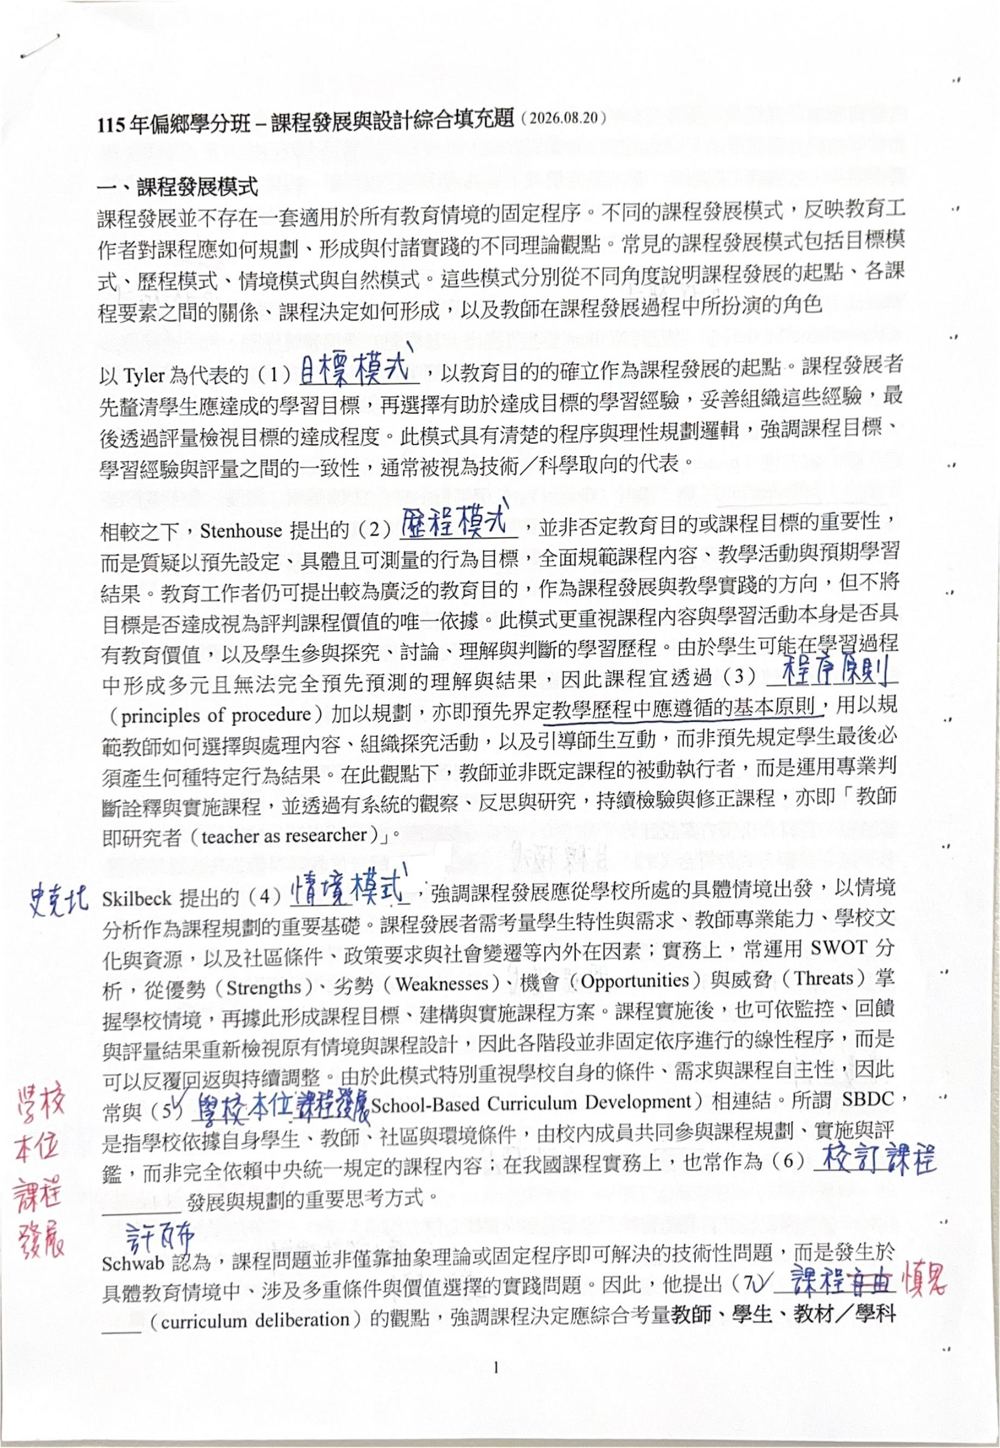 115年偏鄉學分班–課程發展與設計綜合填充題(2026.08.20)
一、課程發展模式
課程發展並不存在一套適用於所有教育情境的固定程序。不同的課程發展模式，反映教育工
作者對課程應如何規劃、形成與付諸實踐的不同理論觀點。常見的課程發展模式包括目標模
式、歷程模式、情境模式與自然模式。這些模式分別從不同角度說明課程發展的起點、各課
程要素之間的關係、課程決定如何形成，以及教師在課程發展過程中所扮演的角色
以 Tyler 為代表的（1）目標模式，以教育目的的確立作為課程發展的起點。課程發展者
先釐清學生應達成的學習目標，再選擇有助於達成目標的學習經驗，妥善組織這些經驗，最
後透過評量檢視目標的達成程度。此模式具有清楚的程序與理性規劃邏輯，強調課程目標、
學習經驗與評量之間的一致性，通常被視為技術／科學取向的代表。
相較之下，Stenhouse 提出的（2）歷程模式，並非否定教育目的或課程目標的重要性，
而是質疑以預先設定、具體且可測量的行為目標，全面規範課程內容、教學活動與預期學習
結果。教育工作者仍可提出較為廣泛的教育目的，作為課程發展與教學實踐的方向，但不將
目標是否達成視為評判課程價值的唯一依據。此模式更重視課程內容與學習活動本身是否具
有教育價值，以及學生參與探究、討論、理解與判斷的學習歷程。由於學生可能在學習過程
中形成多元且無法完全預先預測的理解與結果，因此課程宜透過（3）程序原則
（principles of procedure）加以規劃，亦即預先界定教學歷程中應遵循的基本原則，用以規
範教師如何選擇與處理內容、組織探究活動，以及引導師生互動，而非預先規定學生最後必
須產生何種特定行為結果。在此觀點下，教師並非既定課程的被動執行者，而是運用專業判
斷詮釋與實施課程，並透過有系統的觀察、反思與研究，持續檢驗與修正課程，亦即「教師
即研究者（teacher as researcher）」。
史克北
Skilbeck 提出的（4）情境模式，強調課程發展應從學校所處的具體情境出發，以情境
分析作為課程規劃的重要基礎。課程發展者需考量學生特性與需求、教師專業能力、學校文
化與資源，以及社區條件、政策要求與社會變遷等內外在因素；實務上，常運用 SWOT 分
析，從優勢（Strengths）、劣勢（Weaknesses）、機會（Opportunities）與威脅（Threats）掌
握學校情境，再據此形成課程目標、建構與實施課程方案。課程實施後，也可依監控、回饋
與評量結果重新檢視原有情境與課程設計，因此各階段並非固定依序進行的線性程序，而是
可以反覆回返與持續調整。由於此模式特別重視學校自身的條件、需求與課程自主性，因此
常與（5）學校本位課程發展School-Based Curriculum Development）相連結。所謂 SBDC，
是指學校依據自身學生、教師、社區與環境條件，由校內成員共同參與課程規劃、實施與評
鑑，而非完全依賴中央統一規定的課程內容；在我國課程實務上，也常作為（6）校訂課程
發展與規劃的重要思考方式。
學校
本位
課程
發展
許瓦布
Schwab 認為，課程問題並非僅靠抽象理論或固定程序即可解決的技術性問題，而是發生於
具體教育情境中、涉及多重條件與價值選擇的實踐問題。因此，他提出（7）課程自由慎思
（curriculum deliberation）的觀點，強調課程決定應綜合考量教師、學生、教材／學科
1